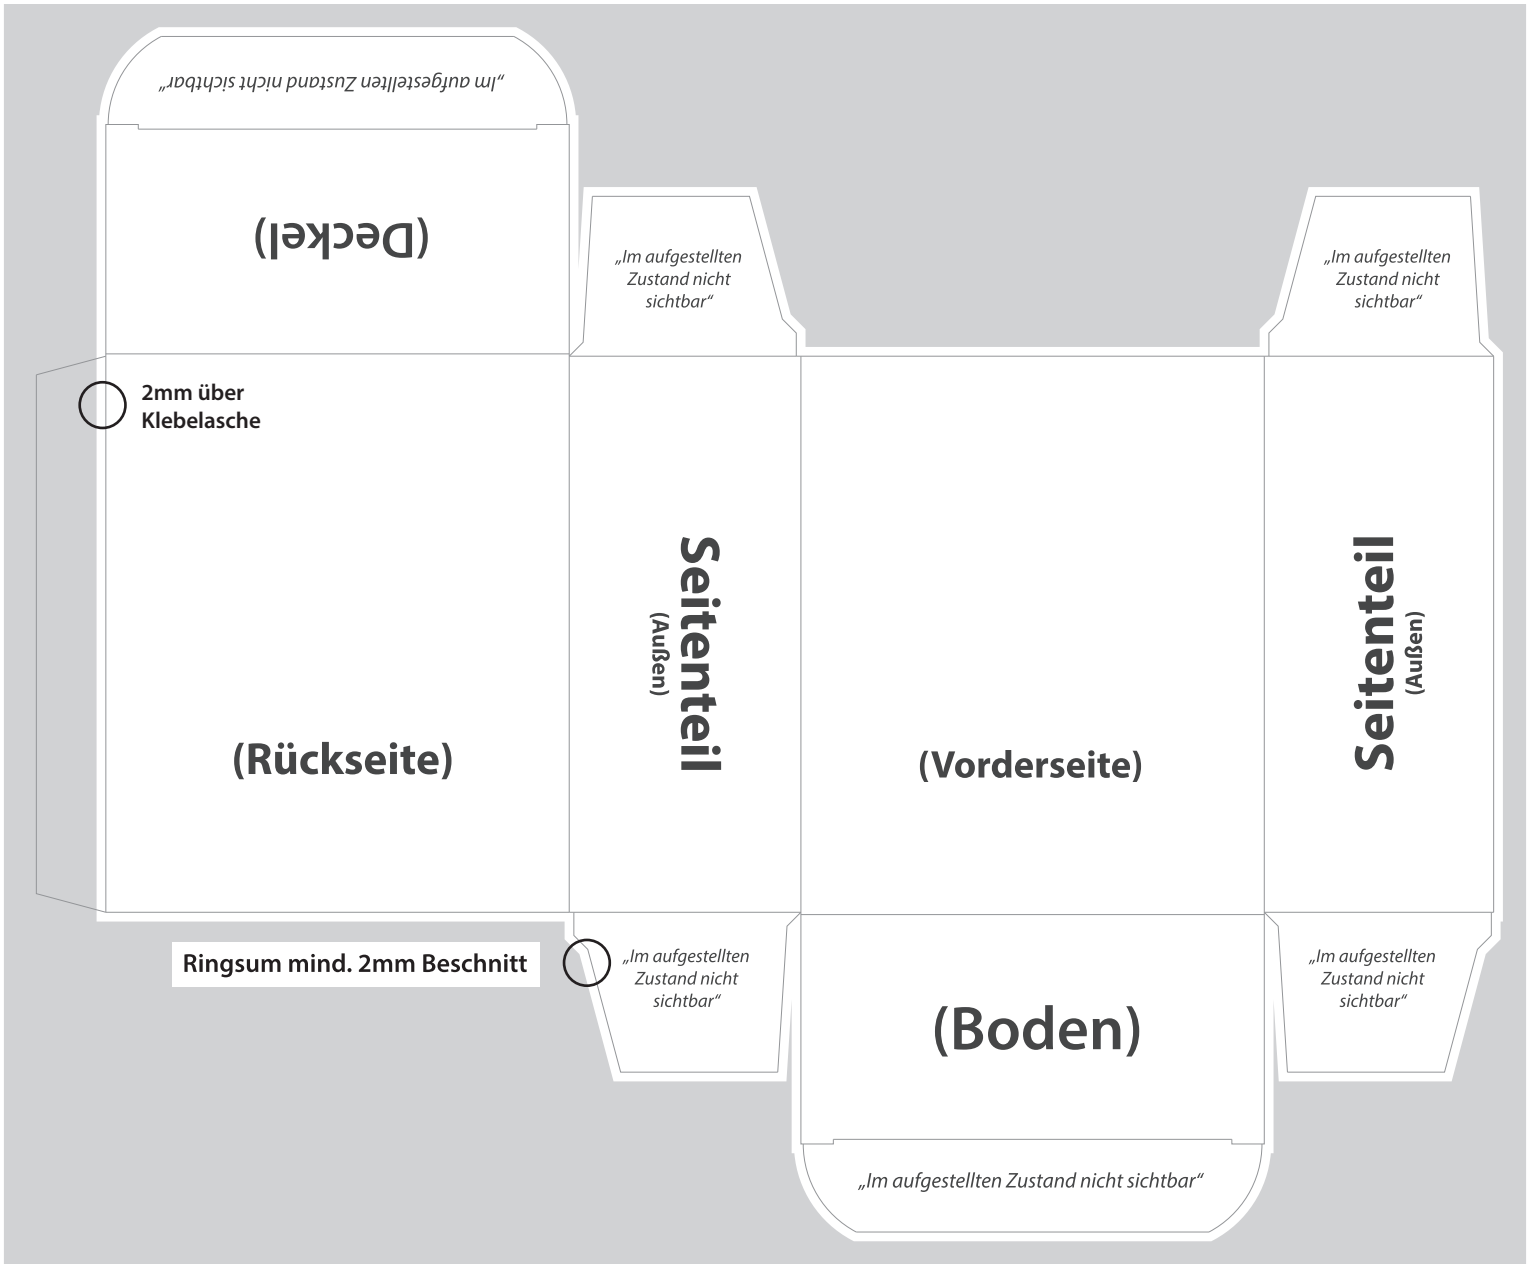 „Im aufgestellten Zustand nicht sichtbar“
(Deckel)
„Im aufgestellten
Zustand nicht
sichtbar“
„Im aufgestellten
Zustand nicht
sichtbar“
2mm über
Klebelasche
(Rückseite)
Seitenteil
(Außen)
(Vorderseite)
Seitenteil
(Außen)
Ringsum mind. 2mm Beschnitt
„Im aufgestellten
Zustand nicht
sichtbar“
(Boden)
„Im aufgestellten
Zustand nicht
sichtbar“
„Im aufgestellten Zustand nicht sichtbar“